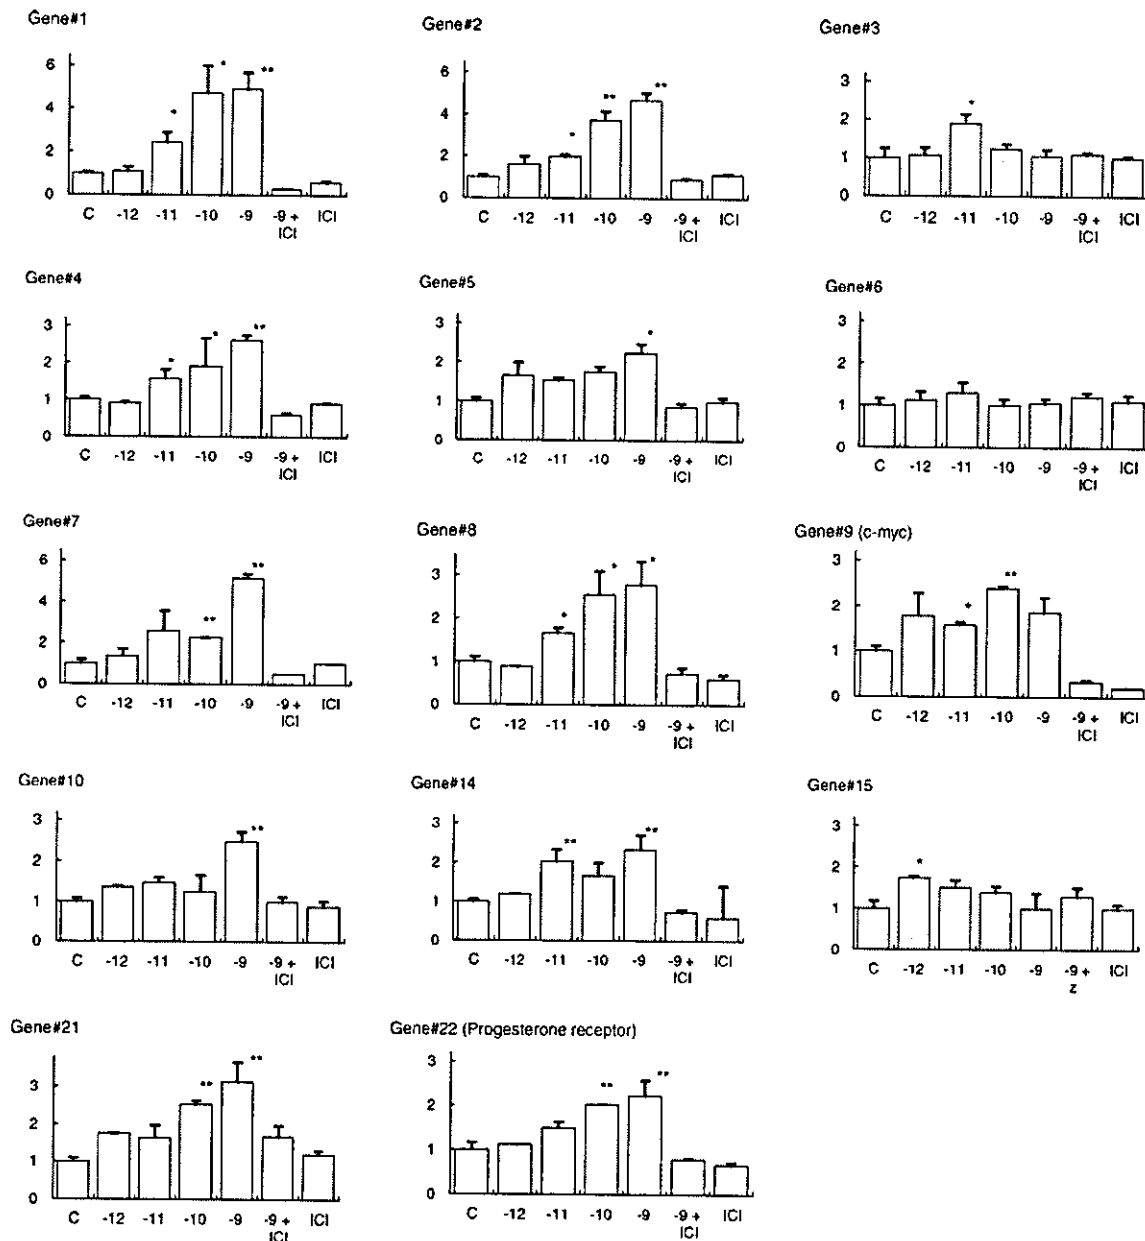 Gene#1
6
4
2
0
* * **
C -12 -11 -10 -9 -9 + ICI
ICI
Gene#2
6
4
2
0
* ** **
C -12 -11 -10 -9 -9 + ICI
ICI
Gene#3
3
2
1
0
*
C -12 -11 -10 -9 -9 + ICI
ICI
Gene#4
3
2
1
0
* * **
C -12 -11 -10 -9 -9 + ICI
ICI
Gene#5
3
2
1
0
*
C -12 -11 -10 -9 -9 + ICI
ICI
Gene#6
3
2
1
0
C -12 -11 -10 -9 -9 + ICI
ICI
Gene#7
6
4
2
0
** **
C -12 -11 -10 -9 -9 + ICI
ICI
Gene#8
3
2
1
0
* * *
C -12 -11 -10 -9 -9 + ICI
ICI
Gene#9 (c-myc)
3
2
1
0
* **
C -12 -11 -10 -9 -9 + ICI
ICI
Gene#10
3
2
1
0
**
C -12 -11 -10 -9 -9 + ICI
ICI
Gene#14
3
2
1
0
** **
C -12 -11 -10 -9 -9 + ICI
ICI
Gene#15
3
2
1
0
*
C -12 -11 -10 -9 -9 + ICI
z
Gene#21
3
2
1
0
** **
C -12 -11 -10 -9 -9 + ICI
ICI
Gene#22 (Progesterone receptor)
3
2
1
0
** **
C -12 -11 -10 -9 -9 + ICI
ICI